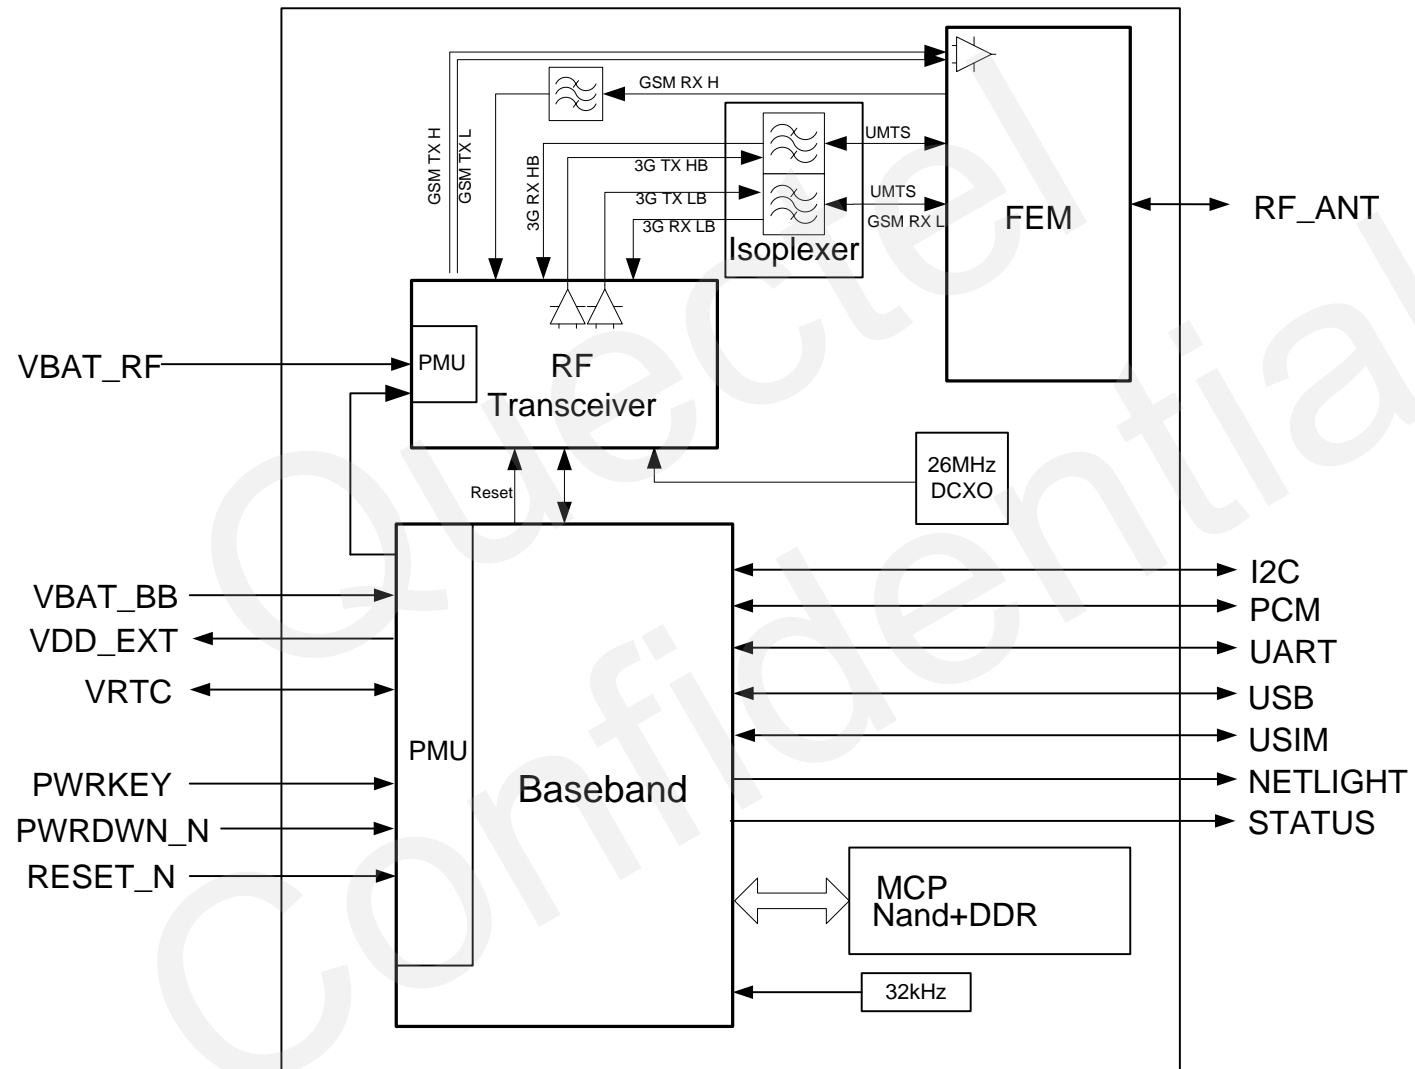 GSM RX H
GSM TX H
GSM TX L
3G RX HB
3G TX HB
UMTS
3G TX LB
UMTS
3G RX LB
GSM RX L
Isoplexer
FEM
RF_ANT
VBAT_RF
PMU
RF
Transceiver
26MHz
DCXO
Reset
VBAT_BB
VDD_EXT
VRTC
PWRKEY
PWRDWN_N
RESET_N
PMU
Baseband
I2C
PCM
UART
USB
USIM
NETLIGHT
STATUS
MCP
Nand+DDR
32kHz
Quectel
Confidential